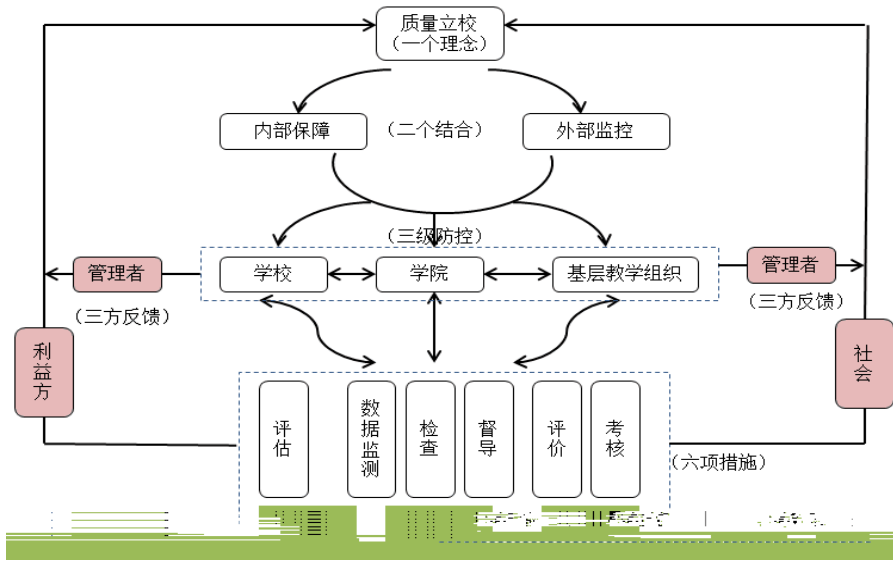 质量立校
（一个理念）
内部保障
（二个结合）
外部监控
（三级防控）
管理者
学校
学院
基层教学组织
管理者
（三方反馈）
（三方反馈）
利益方
社会
评估
数据监测
检查
督导
评价
考核
（六项措施）